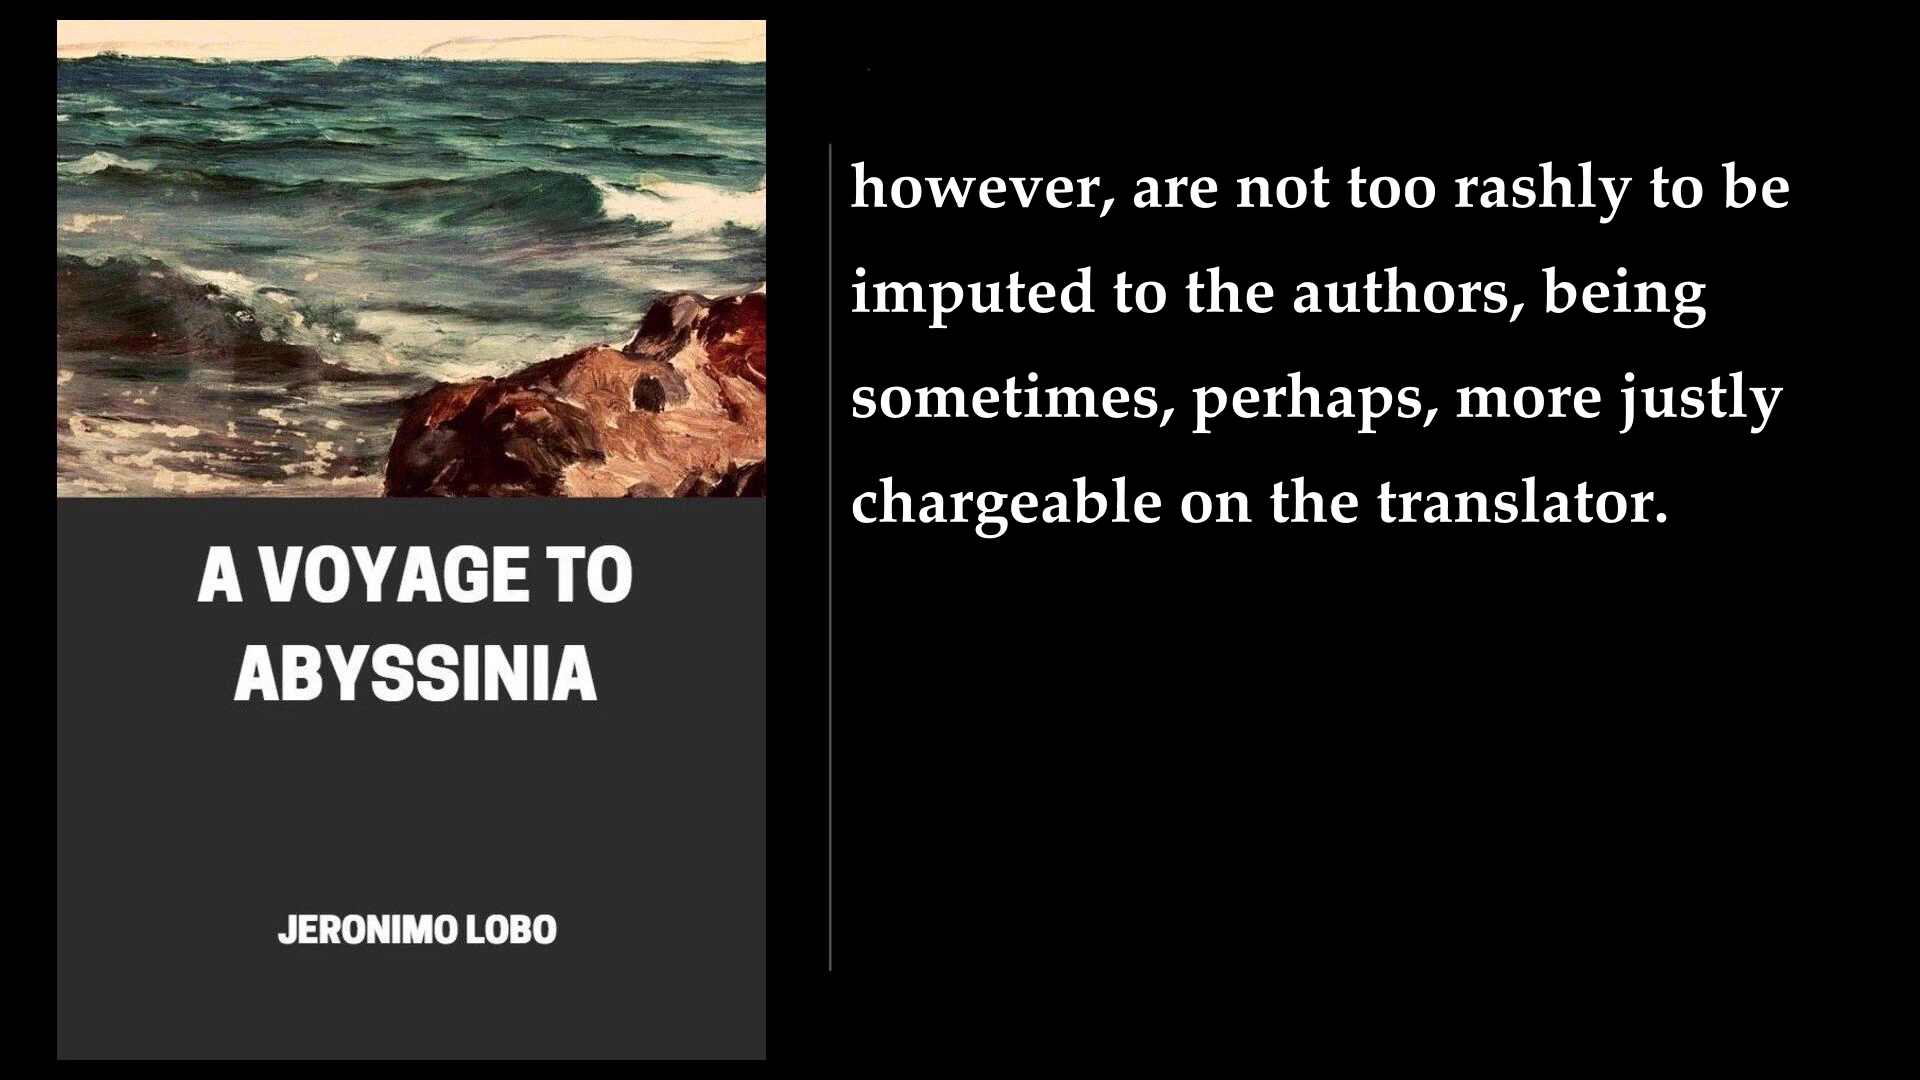 A VOYAGE TO
ABYSSINIA
JERONIMO LOBO
however, are not too rashly to be
imputed to the authors, being
sometimes, perhaps, more justly
chargeable on the translator.